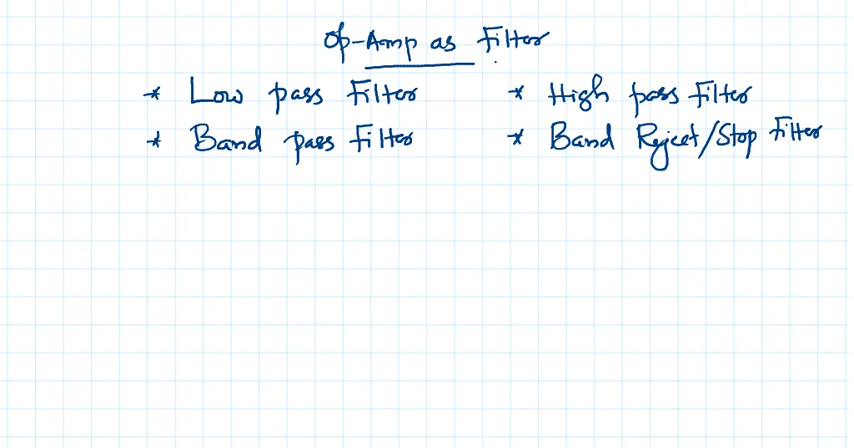 Op-Amp as Filter
* Low pass Filter * High pass Filter
* Band pass Filter * Band Reject/Stop Filter